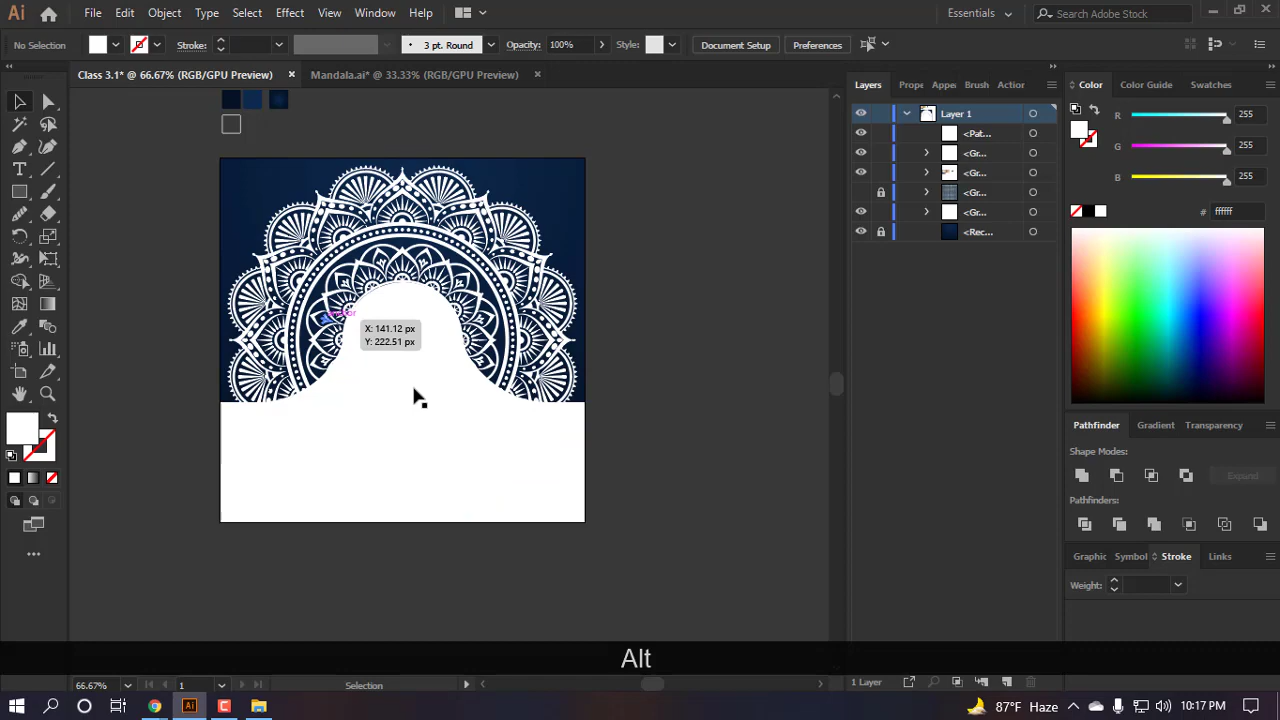 Ai File Edit Object Type Select Effect View Window Help Essentials Search Adobe Stock
No Selection Stroke: 3 pt. Round Opacity: 100% Style: Document Setup Preferences
Class 3.1* @ 66.67% (RGB/GPU Preview) × Mandala.ai* @ 33.33% (RGB/GPU Preview) ×
Layers Prope Appea Brush Action Color Color Guide Swatches
Layer 1
<Pat...
<Gr...
<Gr...
<Gr...
<Gr...
<Rec...
R 255
G 255
B 255
# ffffff
X: 141.12 px
Y: 222.51 px
Pathfinder Gradient Transparency
Shape Modes:
Expand
Pathfinders:
Graphic Symbol Stroke Links
Weight:
Alt
66.67% 1 Selection 1 Layer
Ai 87°F Haze 10:17 PM